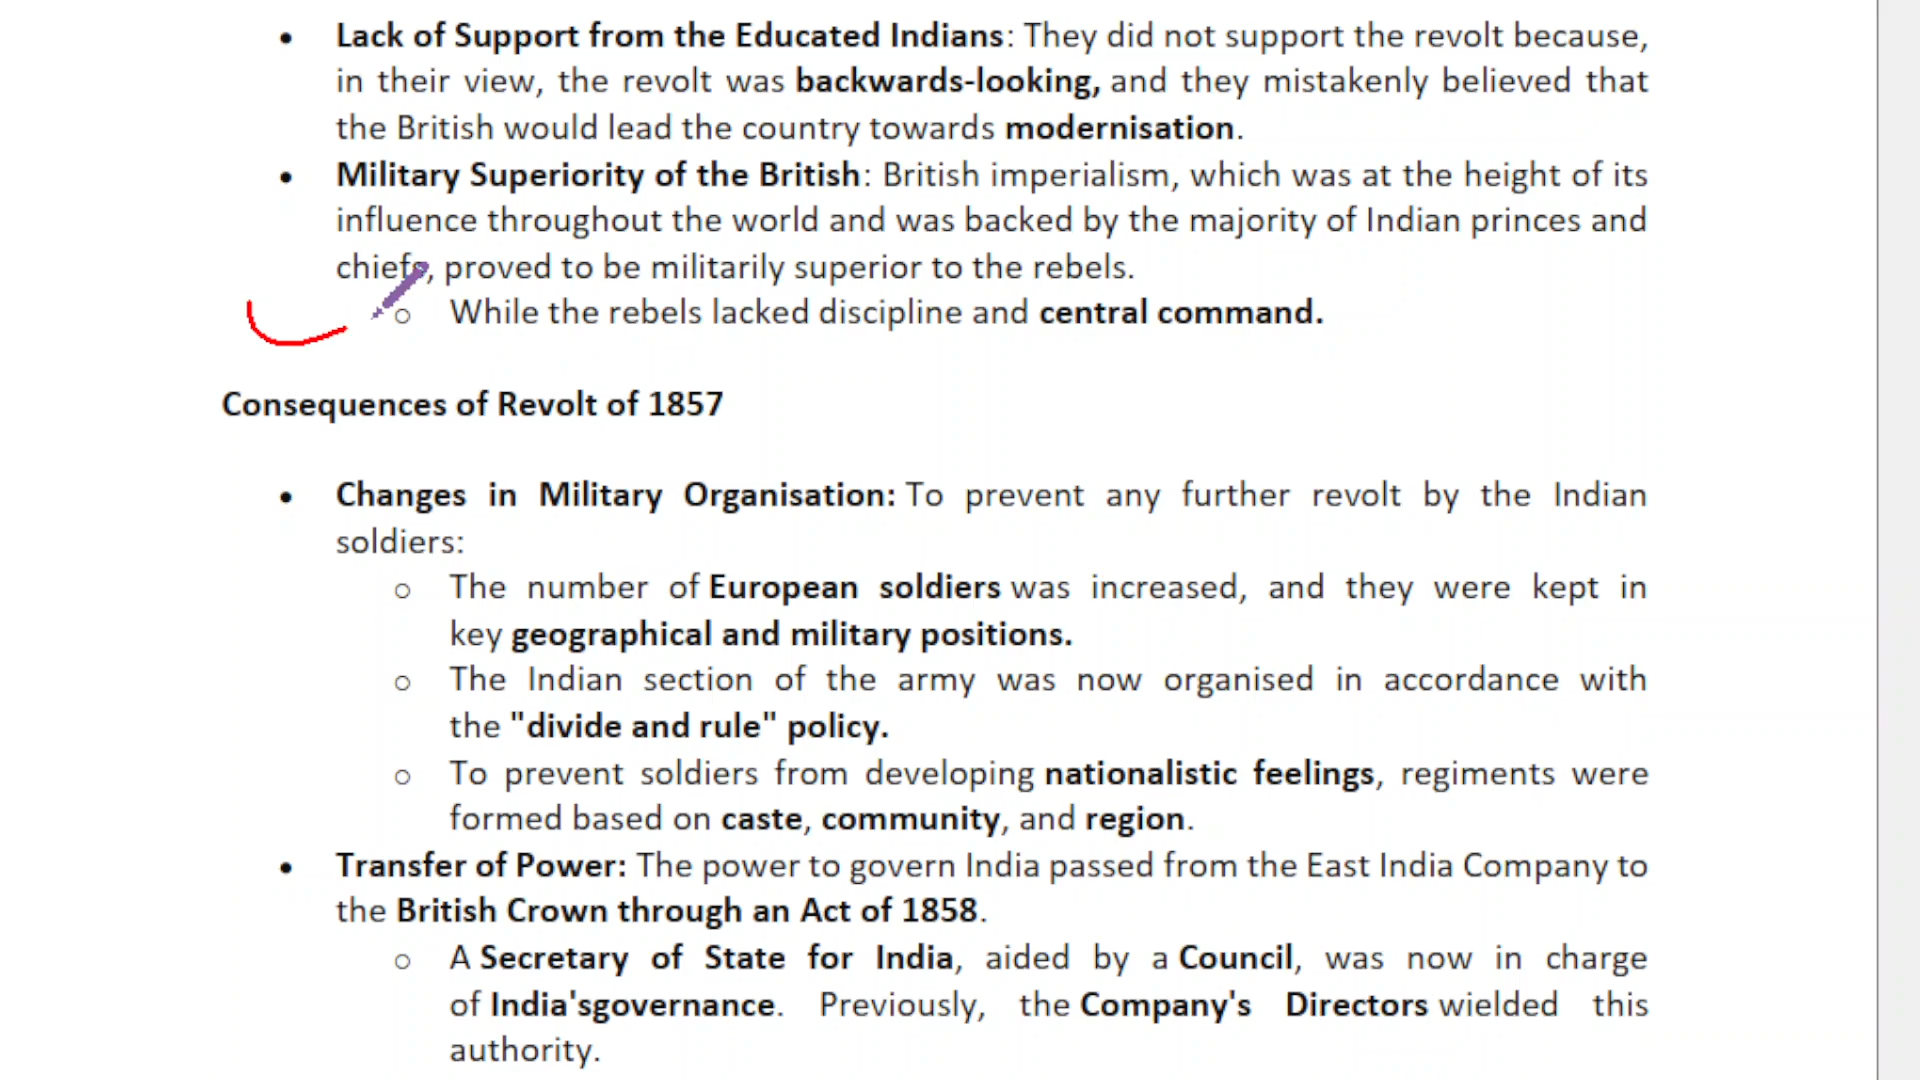 • Lack of Support from the Educated Indians: They did not support the revolt because,
in their view, the revolt was backwards-looking, and they mistakenly believed that
the British would lead the country towards modernisation.
• Military Superiority of the British: British imperialism, which was at the height of its
influence throughout the world and was backed by the majority of Indian princes and
chiefs, proved to be militarily superior to the rebels.
o While the rebels lacked discipline and central command.
Consequences of Revolt of 1857
• Changes in Military Organisation: To prevent any further revolt by the Indian
soldiers:
o The number of European soldiers was increased, and they were kept in
key geographical and military positions.
o The Indian section of the army was now organised in accordance with
the "divide and rule" policy.
o To prevent soldiers from developing nationalistic feelings, regiments were
formed based on caste, community, and region.
• Transfer of Power: The power to govern India passed from the East India Company to
the British Crown through an Act of 1858.
o A Secretary of State for India, aided by a Council, was now in charge
of India'sgovernance. Previously, the Company's Directors wielded this
authority.